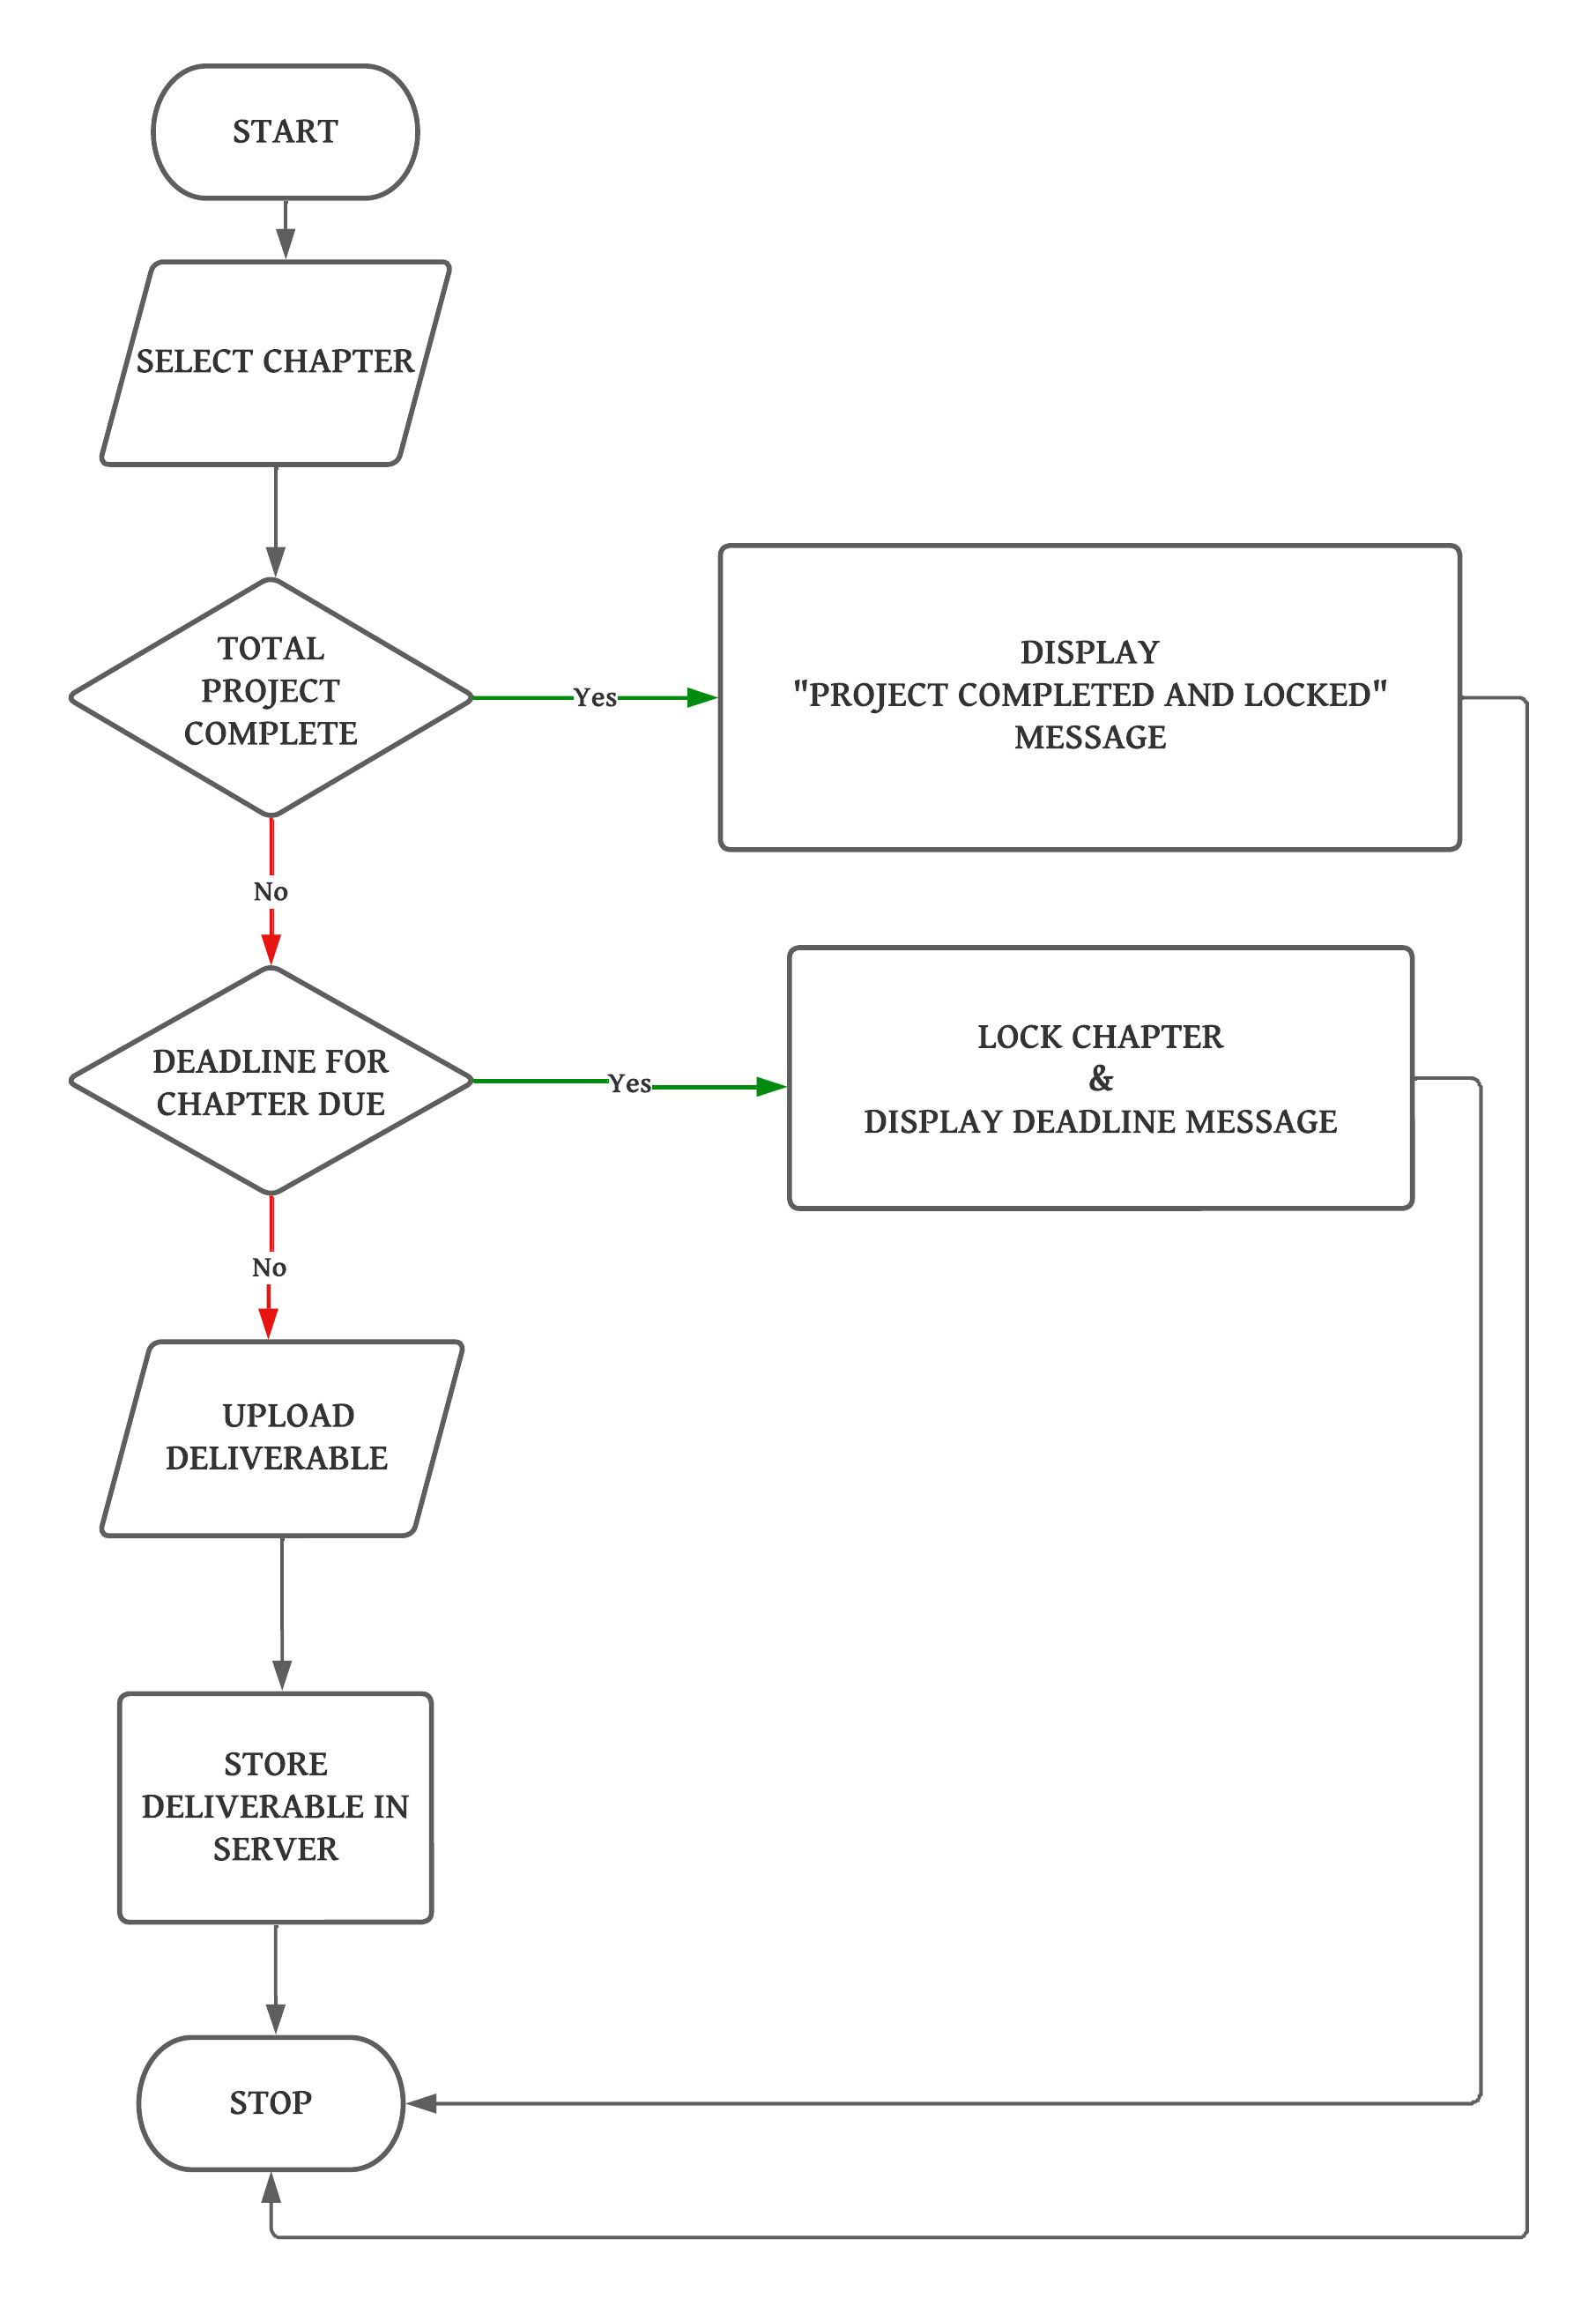 START
SELECT CHAPTER
TOTAL
PROJECT
COMPLETE
Yes
DISPLAY
"PROJECT COMPLETED AND LOCKED"
MESSAGE
No
DEADLINE FOR
CHAPTER DUE
Yes
LOCK CHAPTER
&
DISPLAY DEADLINE MESSAGE
No
UPLOAD
DELIVERABLE
STORE
DELIVERABLE IN
SERVER
STOP